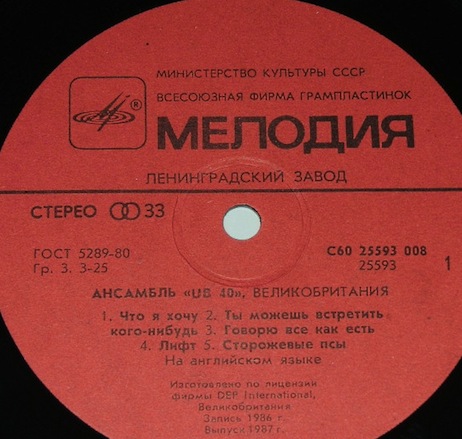 МИНИСТЕРСТВО КУЛЬТУРЫ СССР
ВСЕСОЮЗНАЯ ФИРМА ГРАМПЛАСТИНОК
®
МЕЛОДИЯ
ЛЕНИНГРАДСКИЙ ЗАВОД
СТЕРЕО 33
ГОСТ 5289-80
Гр. 3. 3-25
С60 25593 008
25593 1
АНСАМБЛЬ «UB 40», ВЕЛИКОБРИТАНИЯ
1. Что я хочу 2. Ты можешь встретить
кого-нибудь 3. Говорю все как есть
4. Лифт 5. Сторожевые псы
На английском языке
Изготовлено по лицензии
фирмы DEP International,
Великобритания
Запись 1986 г.
Выпуск 1987 г.